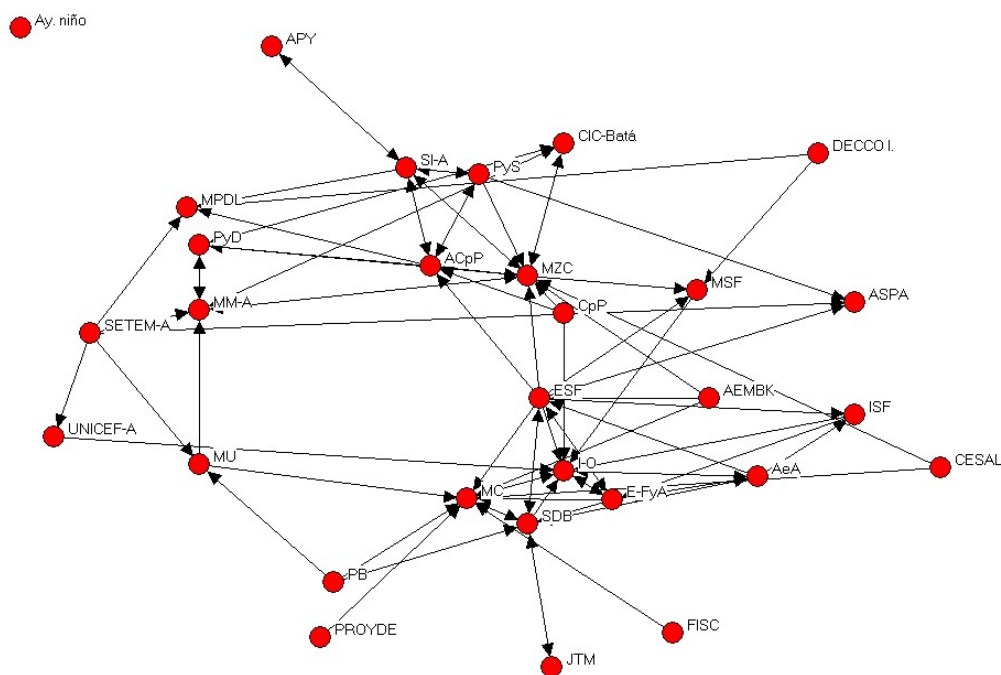 Ay. niño
APY
CIC-Batá
DECCO I.
SI-A
PyS
MPDL
PyD
ACpP
MZC
MSF
ASPA
MM-A
CpP
SETEM-A
ESF
AEMBK
ISF
UNICEF-A
MU
I-O
AeA
CESAL
MC
E-FyA
SDB
PB
PROYDE
FISC
JTM